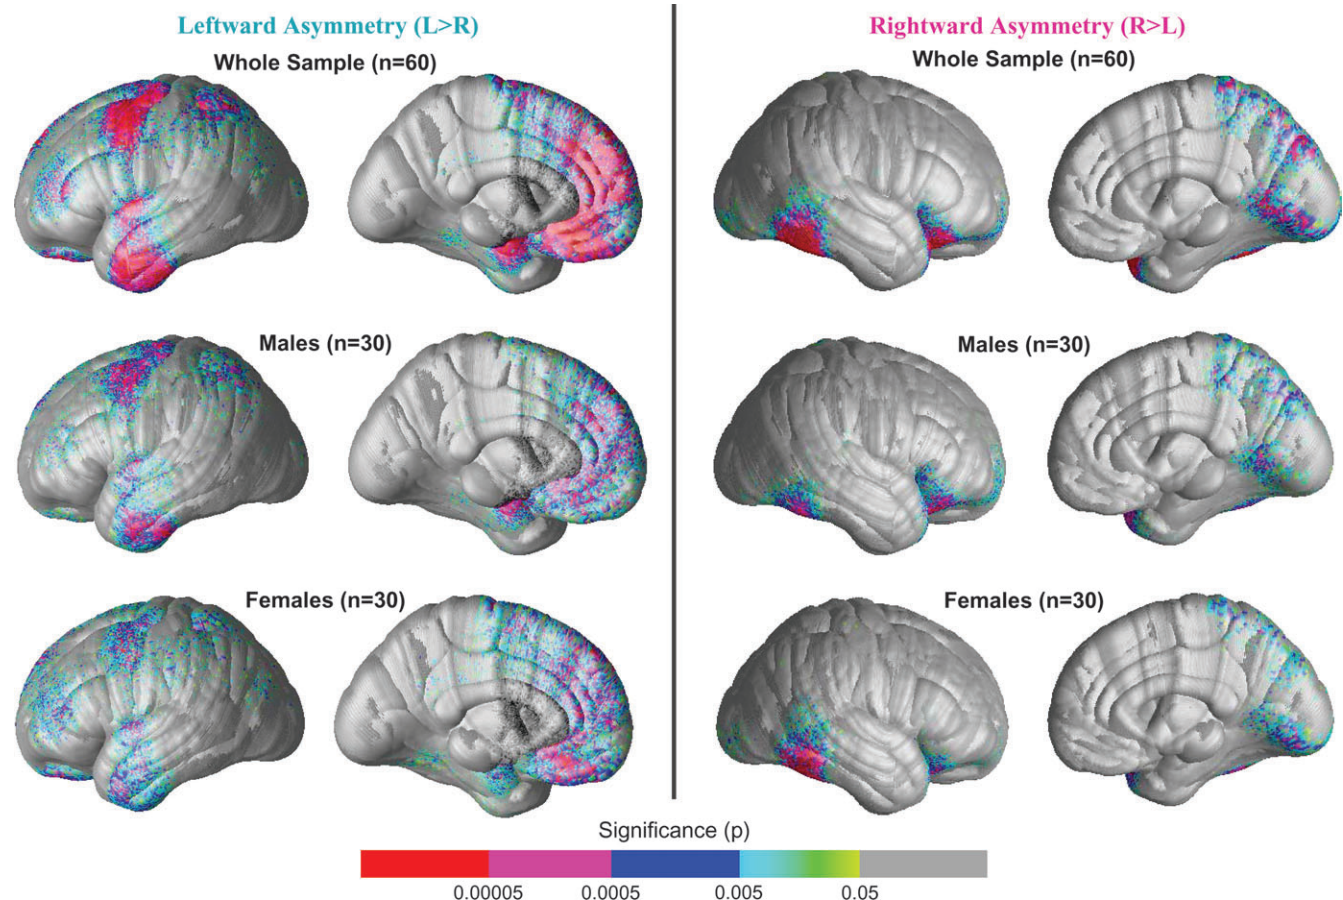 Leftward Asymmetry (L>R)
Whole Sample (n=60)
Males (n=30)
Females (n=30)
Rightward Asymmetry (R>L)
Whole Sample (n=60)
Males (n=30)
Females (n=30)
Significance (p)
0.00005 0.0005 0.005 0.05